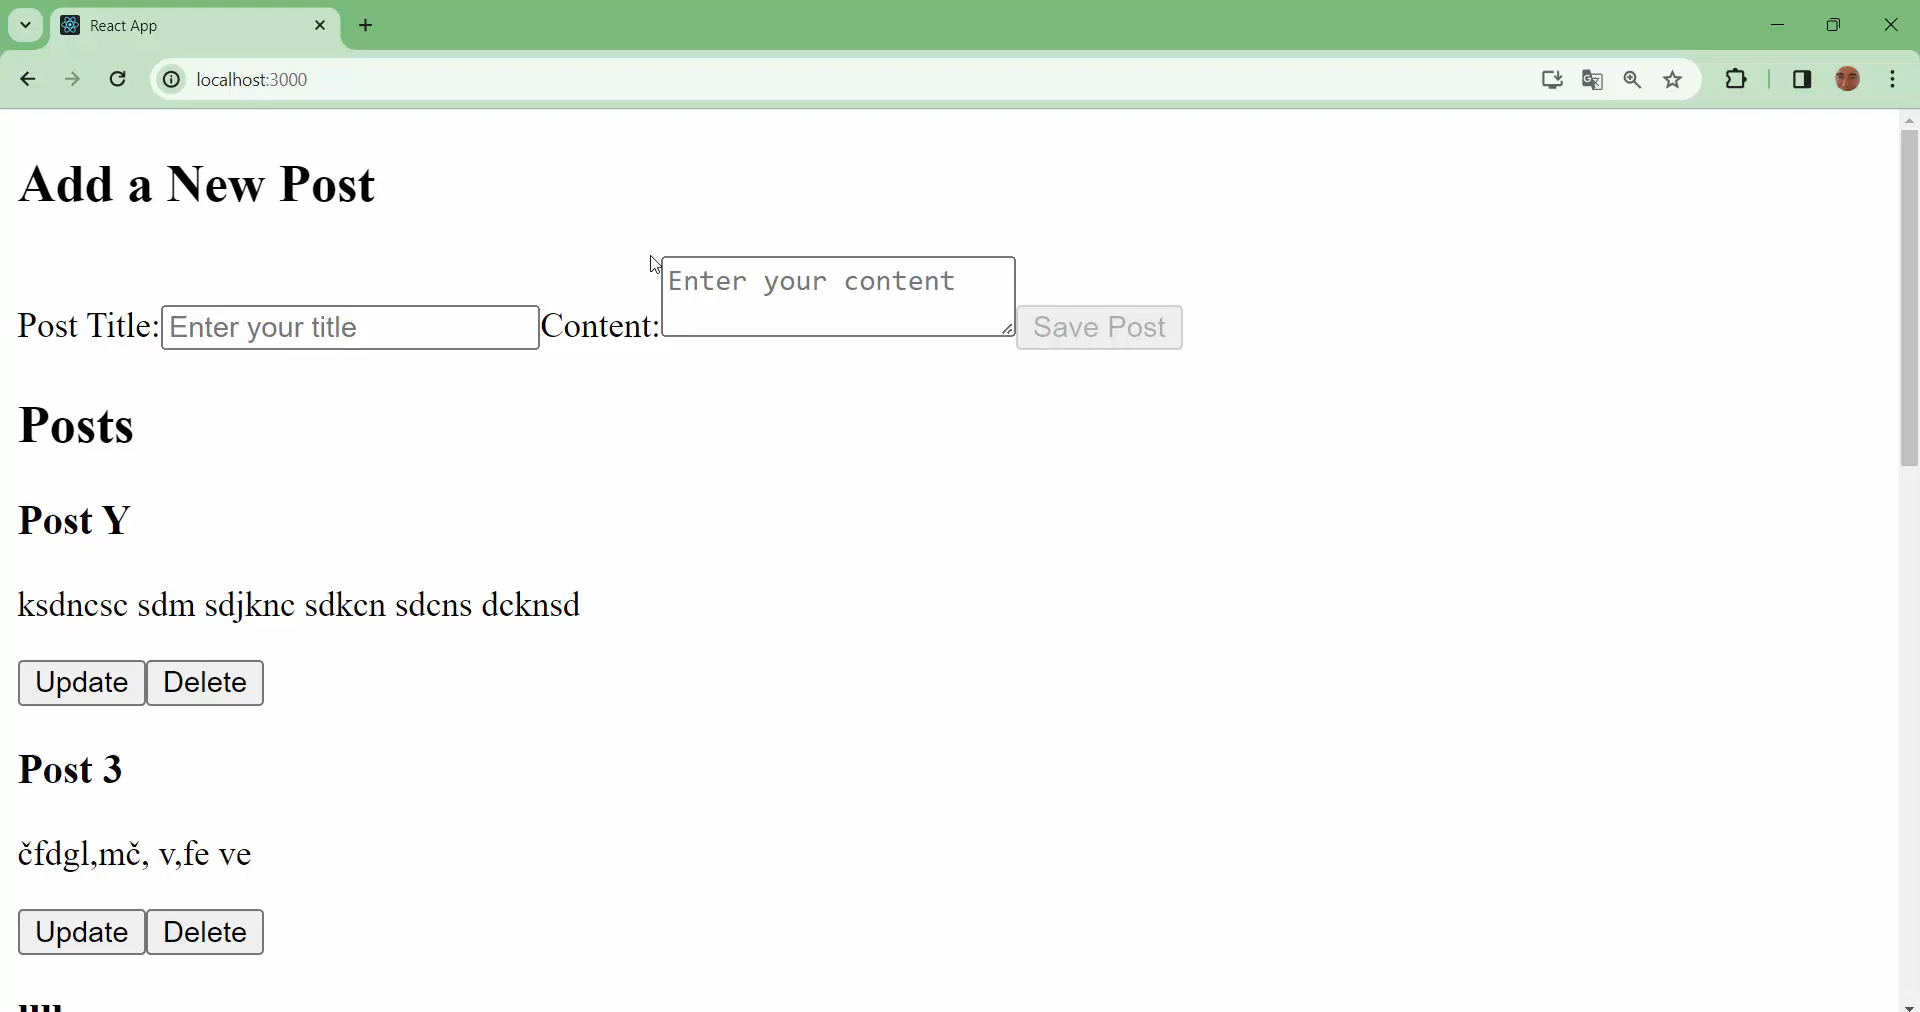 React App
localhost:3000
Add a New Post
Post Title: Enter your title Content: Enter your content Save Post
Posts
Post Y
ksdncsc sdm sdjknc sdkcn sdcns dcknsd
Update Delete
Post 3
čfdgl,mč, v,fe ve
Update Delete